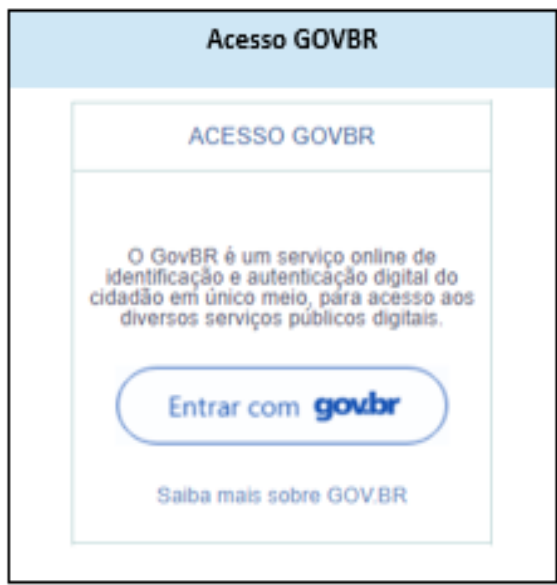 Acesso GOVBR
ACESSO GOVBR
O GovBR é um serviço online de
identificação e autenticação digital do
cidadão em único meio, para acesso aos
diversos serviços públicos digitais.
Entrar com gov.br
Saiba mais sobre GOV.BR